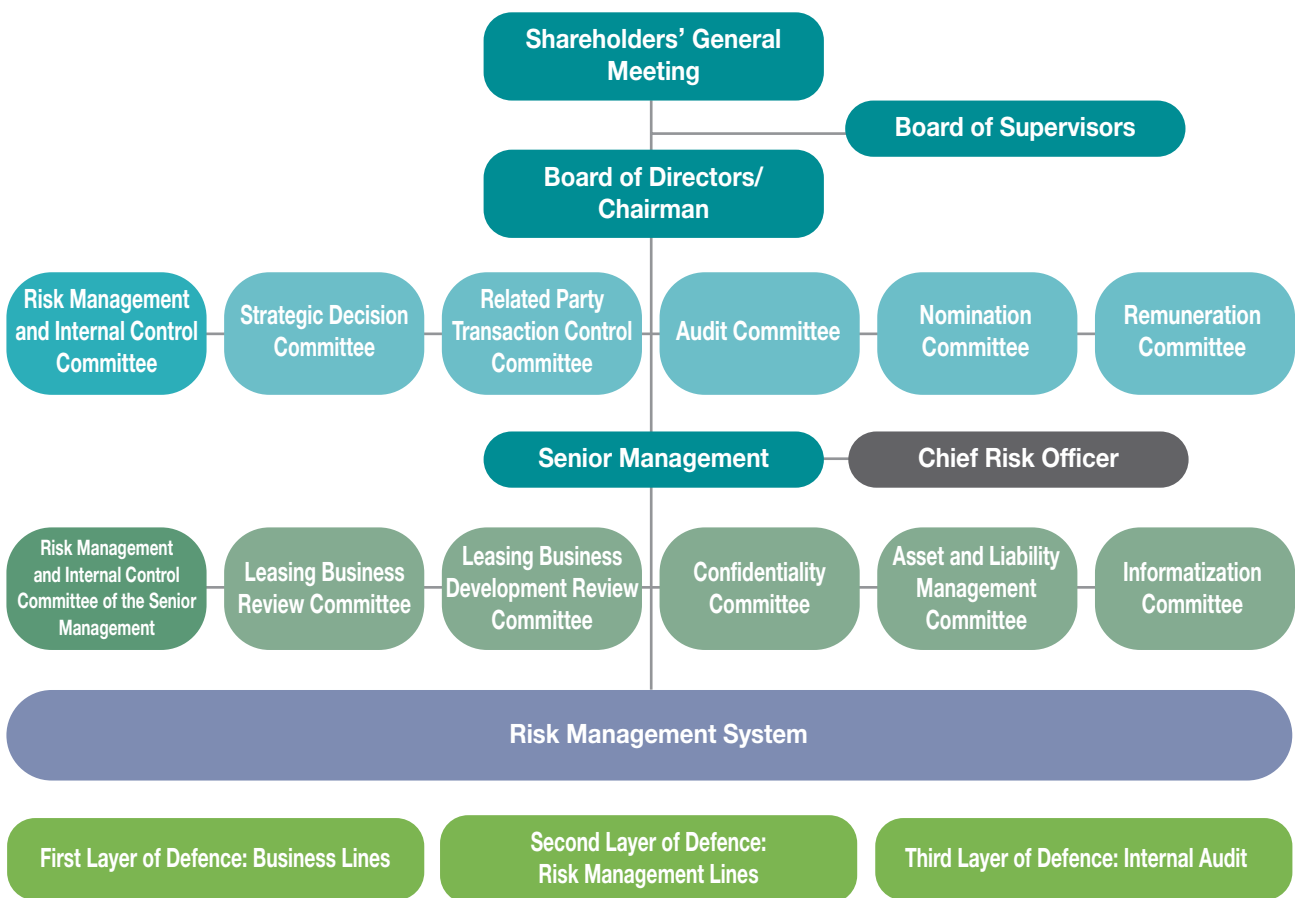 Shareholders’ General
Meeting
Board of Supervisors
Board of Directors/
Chairman
Risk Management
and Internal Control
Committee
Strategic Decision
Committee
Related Party
Transaction Control
Committee
Audit Committee
Nomination
Committee
Remuneration
Committee
Senior Management
Chief Risk Officer
Risk Management
and Internal Control
Committee of the Senior
Management
Leasing Business
Review Committee
Leasing Business
Development Review
Committee
Confidentiality
Committee
Asset and Liability
Management
Committee
Informatization
Committee
Risk Management System
First Layer of Defence: Business Lines
Second Layer of Defence:
Risk Management Lines
Third Layer of Defence: Internal Audit